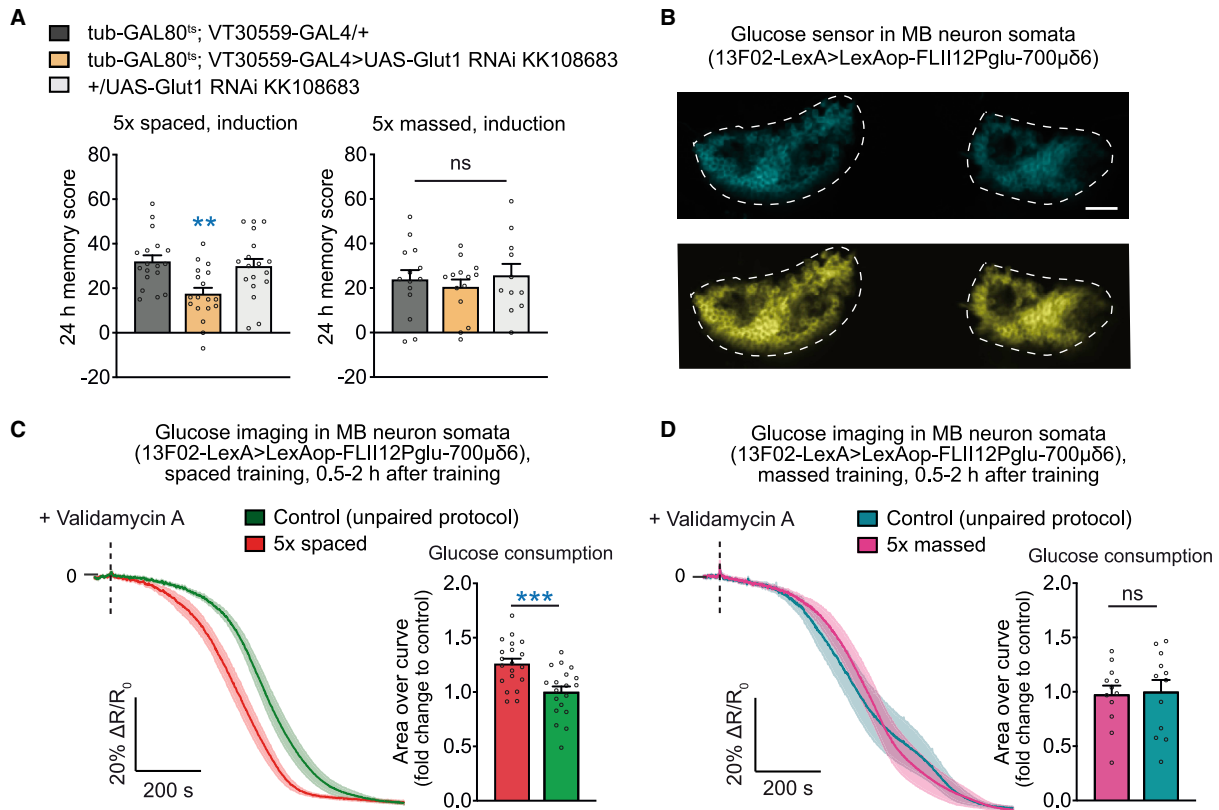 A
tub-GAL80ᵗˢ; VT30559-GAL4/+
tub-GAL80ᵗˢ; VT30559-GAL4>UAS-Glut1 RNAi KK108683
+/UAS-Glut1 RNAi KK108683
5x spaced, induction
24 h memory score
80
60
40
20
0
-20
**
5x massed, induction
24 h memory score
80
60
40
20
0
-20
ns
B
Glucose sensor in MB neuron somata
(13F02-LexA>LexAop-FLII12Pglu-700μδ6)
C
Glucose imaging in MB neuron somata
(13F02-LexA>LexAop-FLII12Pglu-700μδ6),
spaced training, 0.5-2 h after training
+ Validamycin A
Control (unpaired protocol)
5x spaced
0
20% ΔR/R₀
200 s
Glucose consumption
Area over curve
(fold change to control)
2.0
1.5
1.0
0.5
0.0
***
D
Glucose imaging in MB neuron somata
(13F02-LexA>LexAop-FLII12Pglu-700μδ6),
massed training, 0.5-2 h after training
+ Validamycin A
Control (unpaired protocol)
5x massed
0
20% ΔR/R₀
200 s
Glucose consumption
Area over curve
(fold change to control)
2.0
1.5
1.0
0.5
0.0
ns